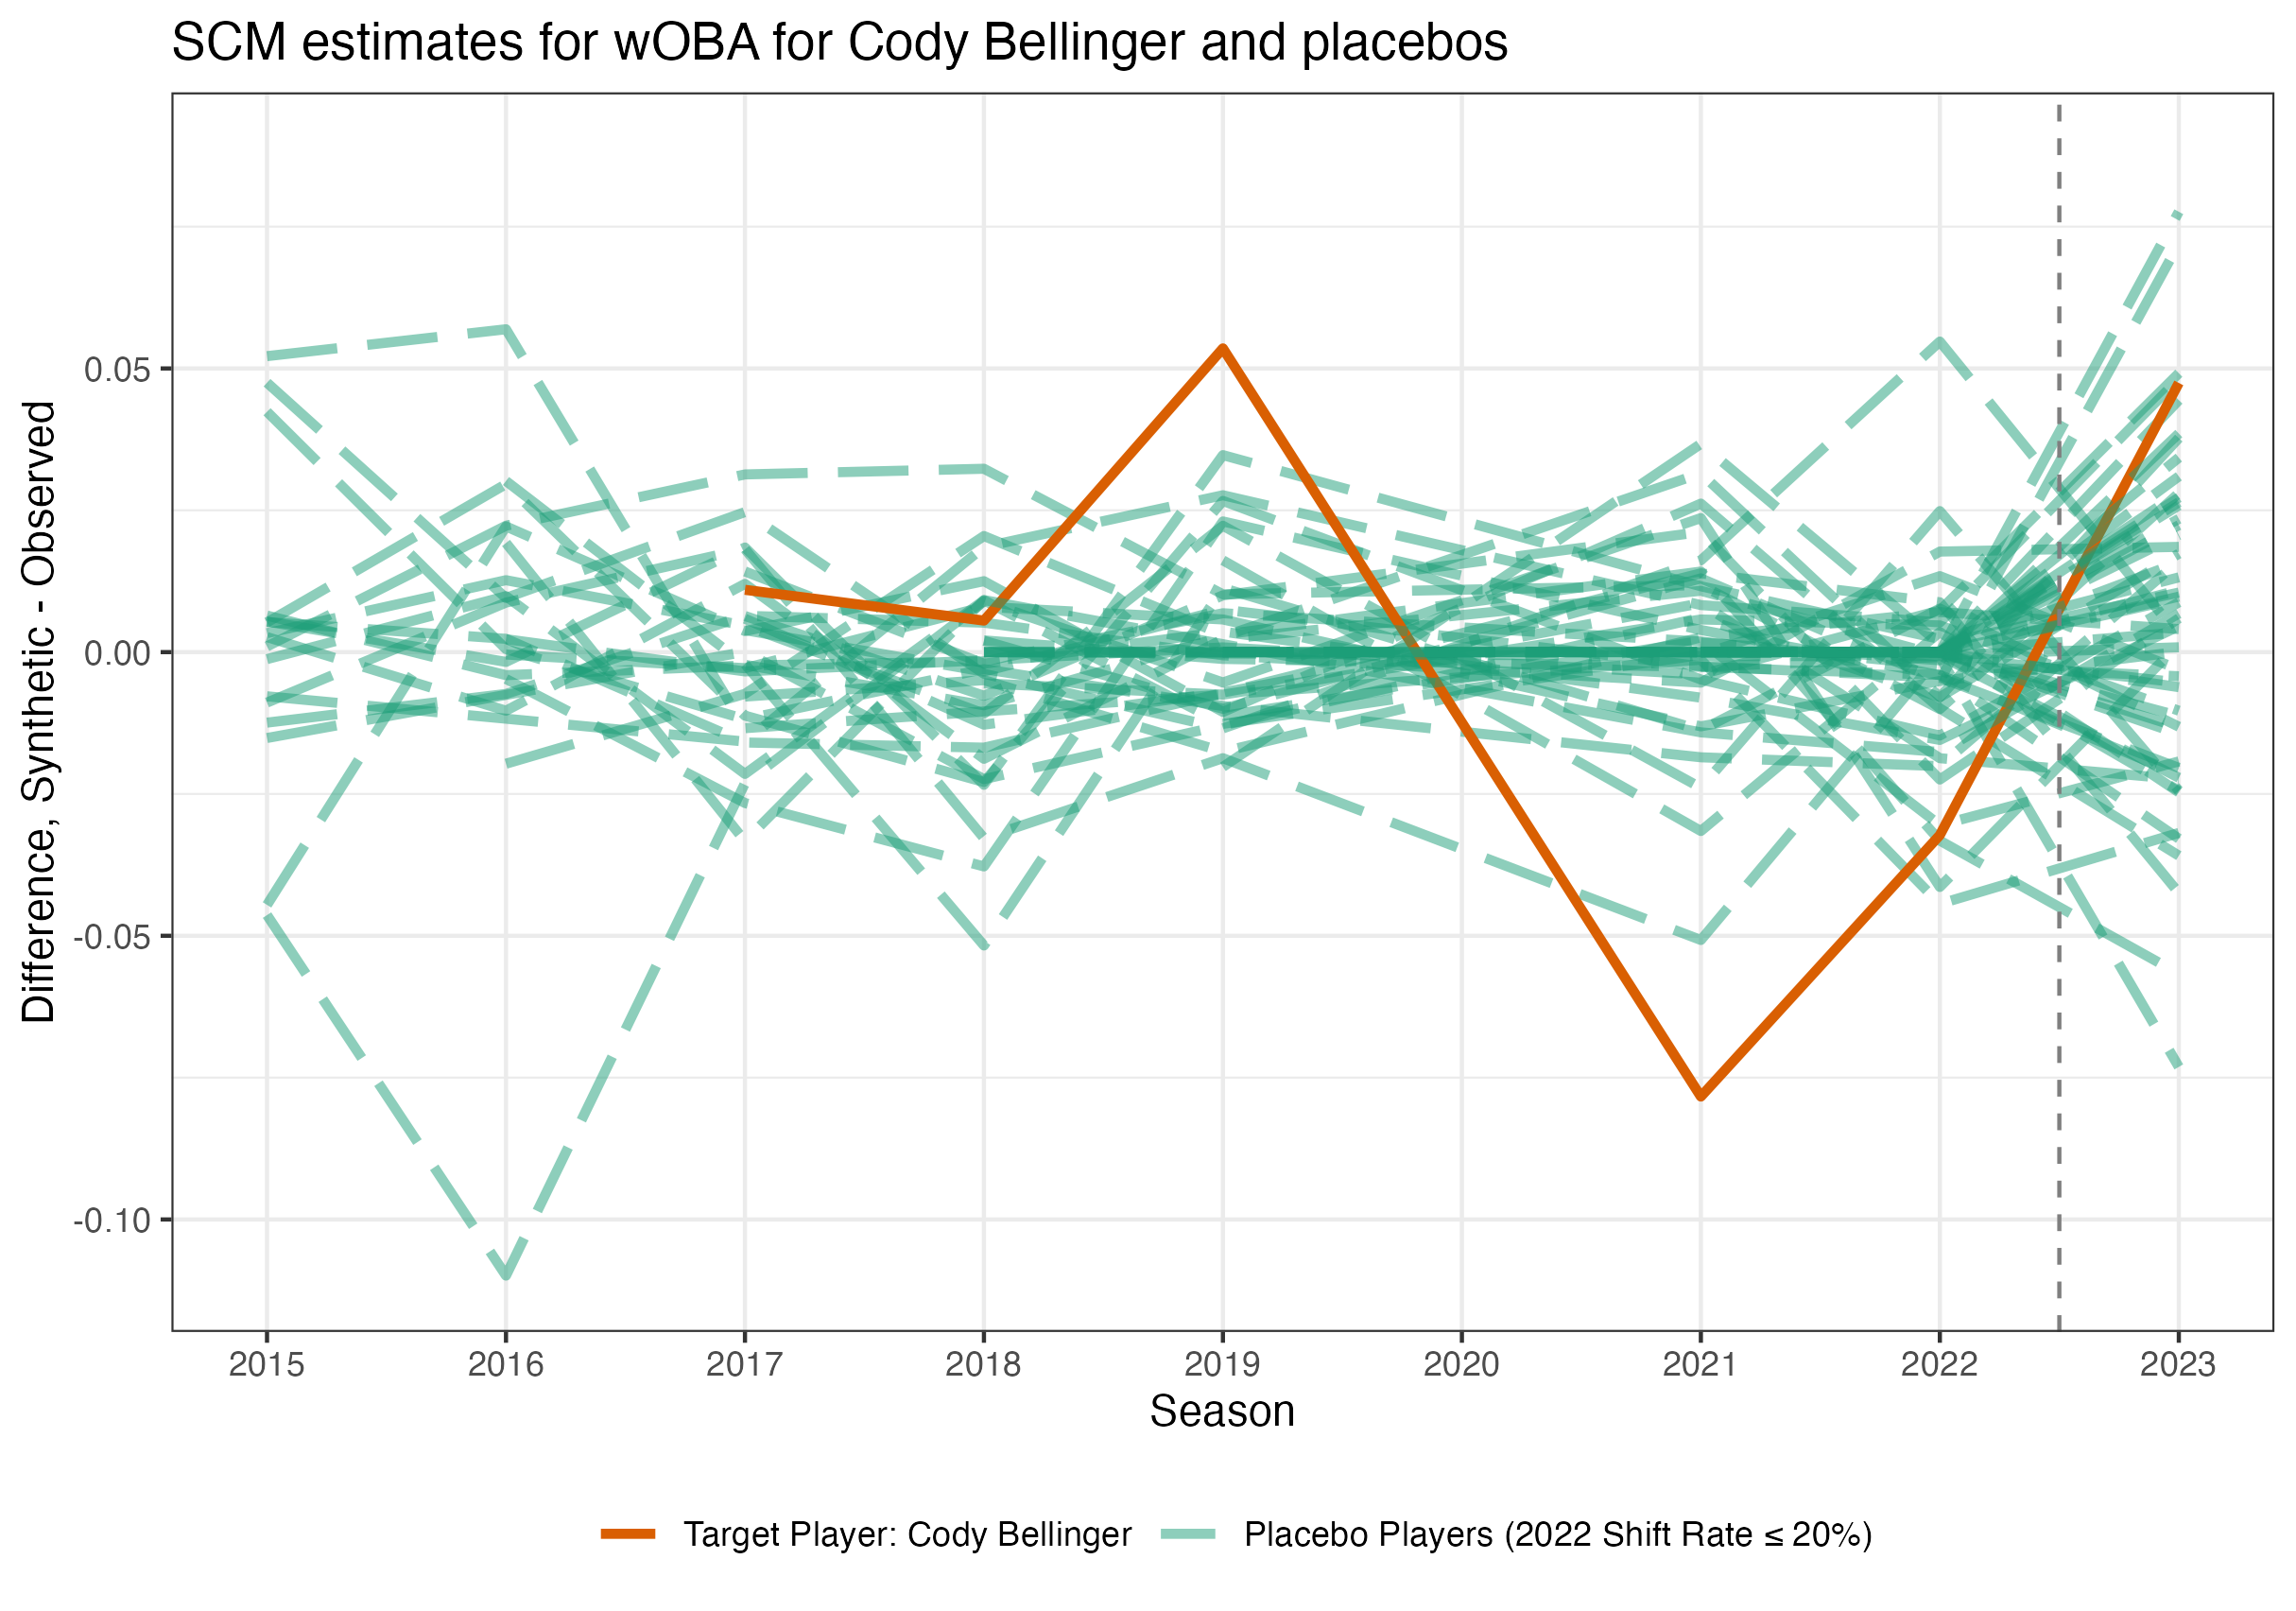 SCM estimates for wOBA for Cody Bellinger and placebos
Difference, Synthetic - Observed
0.05
0.00
-0.05
-0.10
2015 2016 2017 2018 2019 2020 2021 2022 2023
Season
Target Player: Cody Bellinger Placebo Players (2022 Shift Rate ≤ 20%)